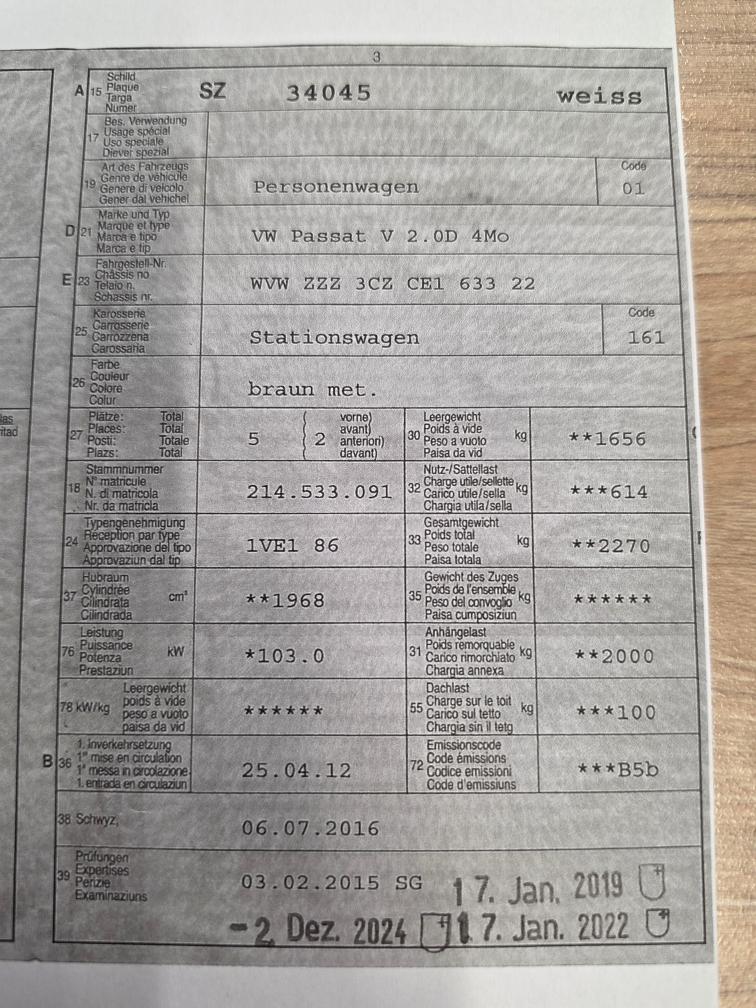 3
A 15 Schild
Plaque
Targa
Numer
SZ 34045 weiss
17 Bes. Verwendung
Usage spécial
Uso speciale
Diever spezial
19 Art des Fahrzeugs
Genre de véhicule
Genere di veicolo
Gener dal vehichel
Personenwagen
Code
01
D 21 Marke und Typ
Marque et type
Marca e tipo
Marca e tip
VW Passat V 2.0D 4Mo
E 23 Fahrgestell-Nr.
Châssis no
Telaio n.
Schassis nr.
WVW ZZZ 3CZ CE1 633 22
25 Karosserie
Carrosserie
Carrozzeria
Carossaria
Stationswagen
Code
161
26 Farbe
Couleur
Colore
Colur
braun met.
27 Plätze: Total
Places: Total
Posti: Totale
Plazs: Total
5
( vorne)
avant)
( 2 anteriori)
( davant)
30 Leergewicht
Poids à vide
Peso a vuoto
Paisa da vid
kg
**1656
18 Stammnummer
N° matricule
N. di matricola
Nr. da matricla
214.533.091
32 Nutz-/Sattellast
Charge utile/sellette
Carico utile/sella
Chargia utila/sella
kg
***614
24 Typengenehmigung
Réception par type
Approvazione del tipo
Approvaziun dal tip
1VE1 86
33 Gesamtgewicht
Poids total
Peso totale
Paisa totala
kg
**2270
37 Hubraum
Cylindrée
Cilindrata
Cilindrada
cm³
**1968
35 Gewicht des Zuges
Poids de l'ensemble
Peso del convoglio
Paisa cumposiziun
kg
******
76 Leistung
Puissance
Potenza
Prestaziun
kW
*103.0
31 Anhängelast
Poids remorquable
Carico rimorchiato
Chargia annexa
kg
**2000
78 kW/kg Leergewicht
poids à vide
peso a vuoto
paisa da vid
******
55 Dachlast
Charge sur le toit
Carico sul tetto
Chargia sin il tetg
kg
***100
B 36 1. Inverkehrsetzung
1re mise en circulation
1a messa in circolazione
1. entrada en circulaziun
25.04.12
72 Emissionscode
Code émissions
Codice emissioni
Code d'emissiuns
***B5b
38 Schwyz,
06.07.2016
39 Prüfungen
Expertises
Perizie
Examinaziuns
03.02.2015 SG
17. Jan. 2019
- 2. Dez. 2024
17. Jan. 2022